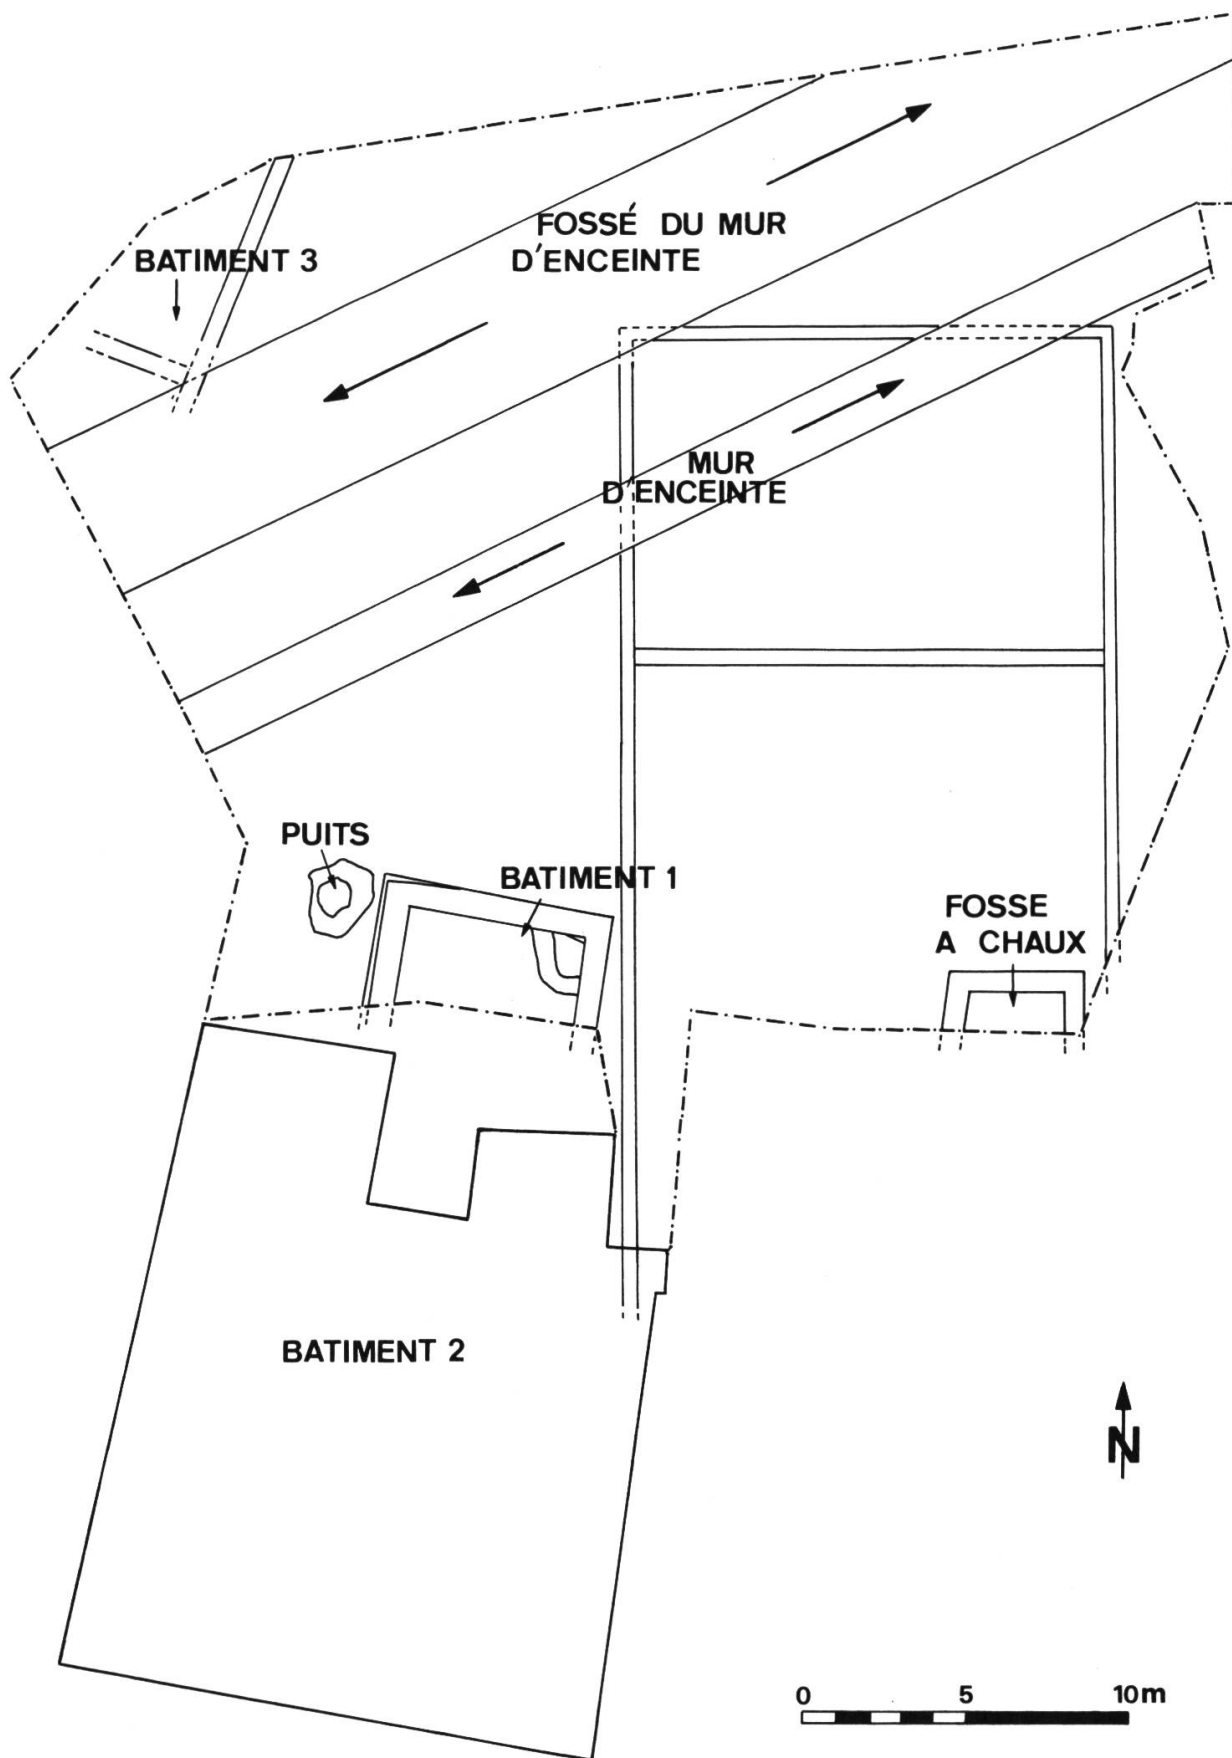 FOSSÉ DU MUR
D'ENCEINTE
BATIMENT 3
MUR
D'ENCEINTE
PUITS
BATIMENT 1
FOSSE
A CHAUX
BATIMENT 2
N
0 5 10m